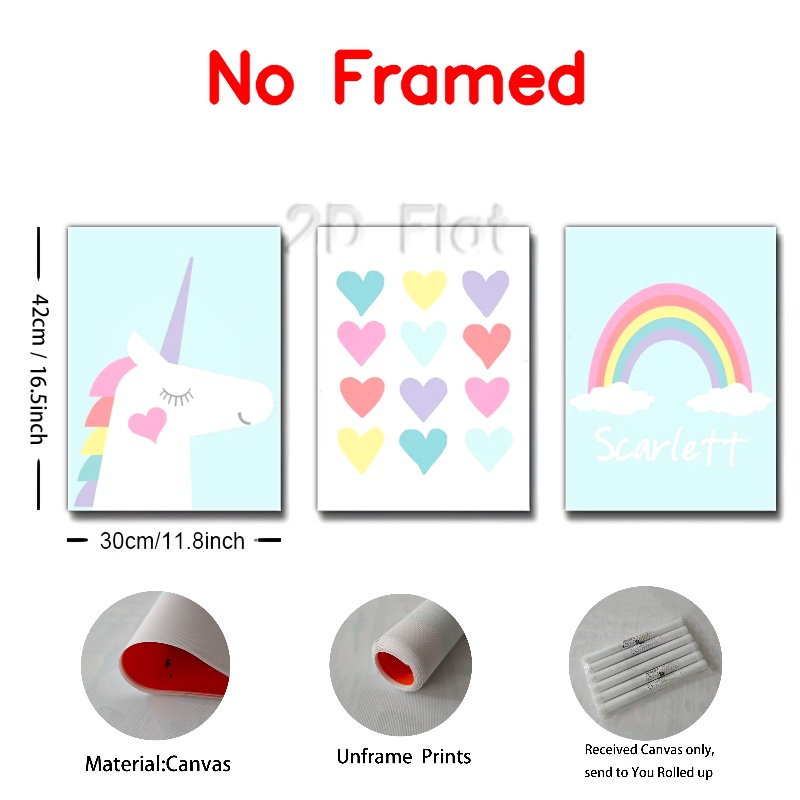 No Framed
2D Flat
42cm / 16.5inch
Scarlett
30cm/11.8inch
Material:Canvas
Unframe Prints
Received Canvas only,
send to You Rolled up